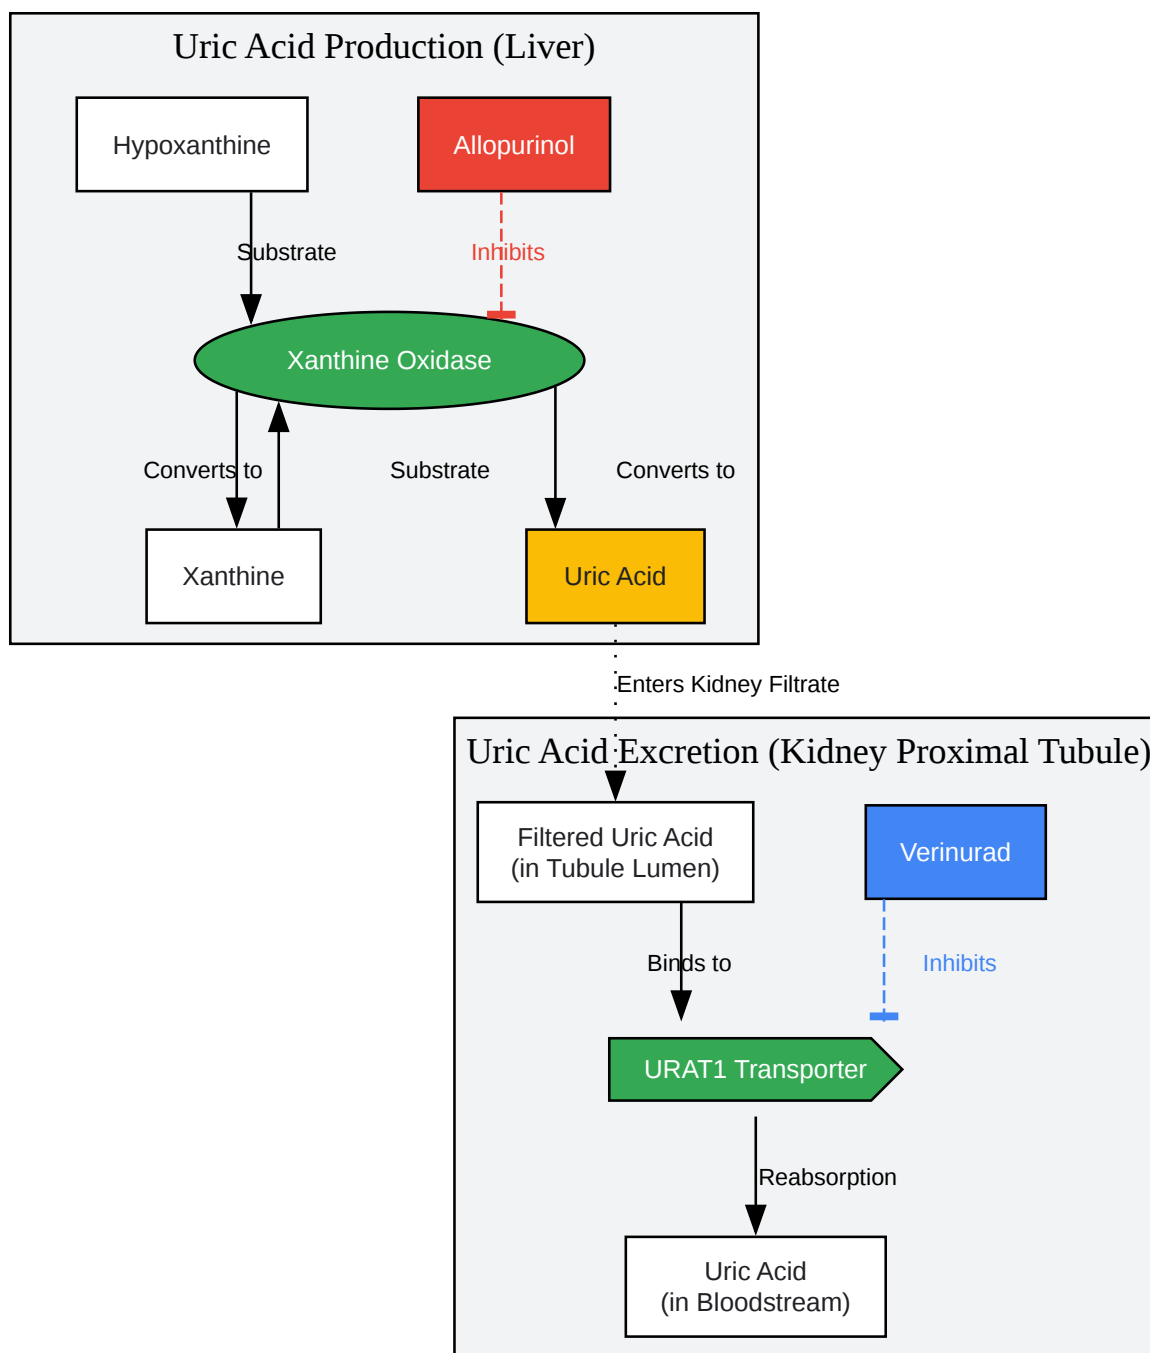 Uric Acid Production (Liver)
Hypoxanthine
Allopurinol
Substrate
Inhibits
Xanthine Oxidase
Converts to
Substrate
Converts to
Xanthine
Uric Acid
Enters Kidney Filtrate
Uric Acid Excretion (Kidney Proximal Tubule)
Filtered Uric Acid
(in Tubule Lumen)
Verinurad
Binds to
Inhibits
URAT1 Transporter
Reabsorption
Uric Acid
(in Bloodstream)